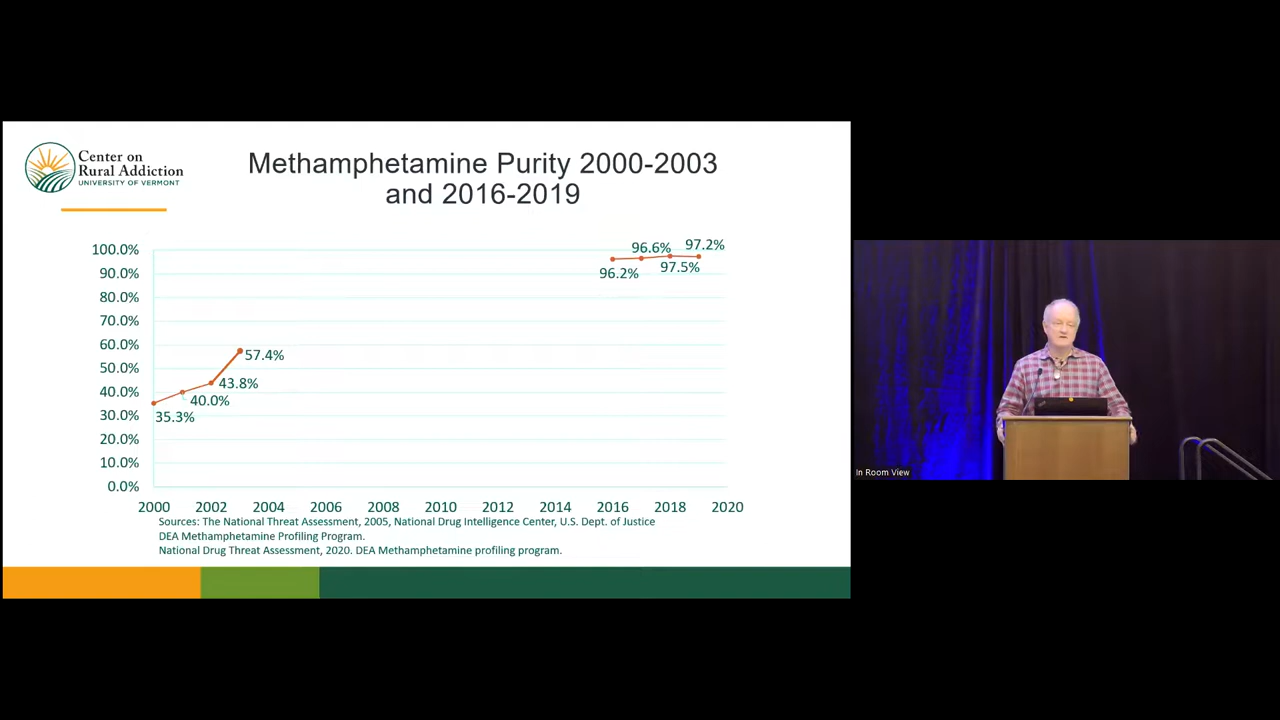 Center on
Rural Addiction
UNIVERSITY OF VERMONT
Methamphetamine Purity 2000-2003
and 2016-2019
100.0%
90.0%
80.0%
70.0%
60.0%
50.0%
40.0%
30.0%
20.0%
10.0%
0.0%
35.3%
40.0%
43.8%
57.4%
96.2%
96.6%
97.5%
97.2%
2000 2002 2004 2006 2008 2010 2012 2014 2016 2018 2020
Sources: The National Threat Assessment, 2005, National Drug Intelligence Center, U.S. Dept. of Justice
DEA Methamphetamine Profiling Program.
National Drug Threat Assessment, 2020. DEA Methamphetamine profiling program.
In Room View